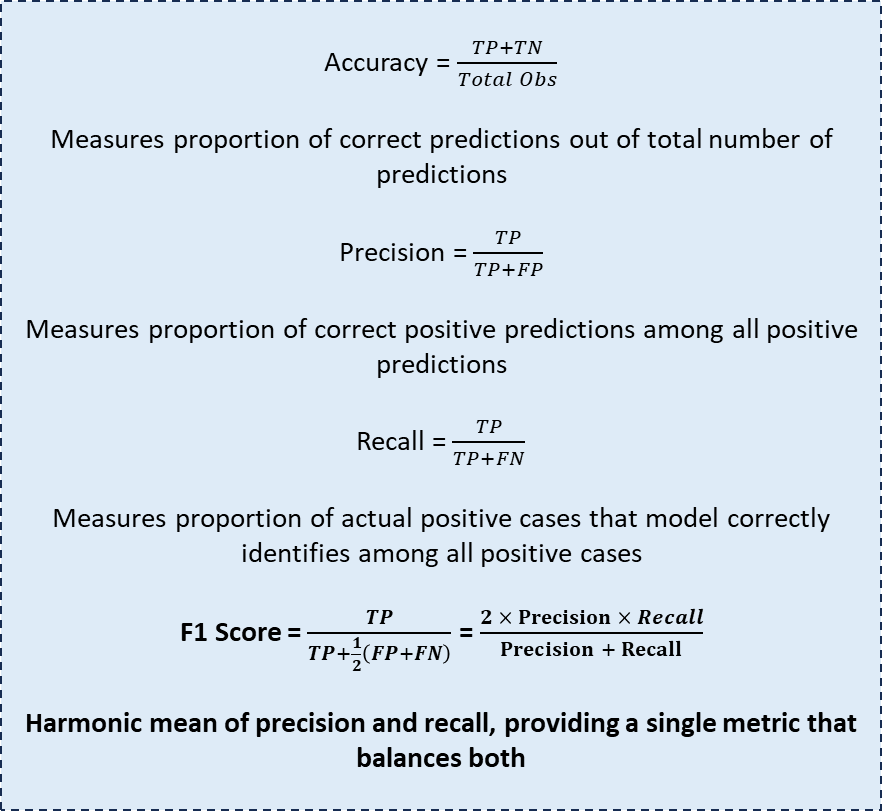 Accuracy = TP+TN / Total Obs
Measures proportion of correct predictions out of total number of
predictions
Precision = TP / TP+FP
Measures proportion of correct positive predictions among all positive
predictions
Recall = TP / TP+FN
Measures proportion of actual positive cases that model correctly
identifies among all positive cases
F1 Score = TP / TP+1/2(FP+FN) = 2 × Precision × Recall / Precision + Recall
Harmonic mean of precision and recall, providing a single metric that
balances both